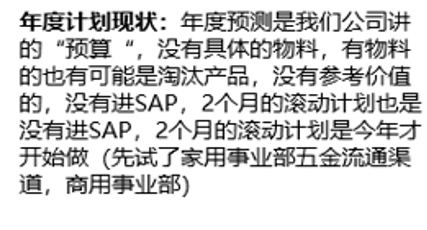 年度计划现状：年度预测是我们公司讲
的“预算“，没有具体的物料，有物料
的也有可能是淘汰产品，没有参考价值
的，没有进SAP，2个月的滚动计划也是
没有进SAP，2个月的滚动计划是今年才
开始做（先试了家用事业部五金流通渠
道，商用事业部）